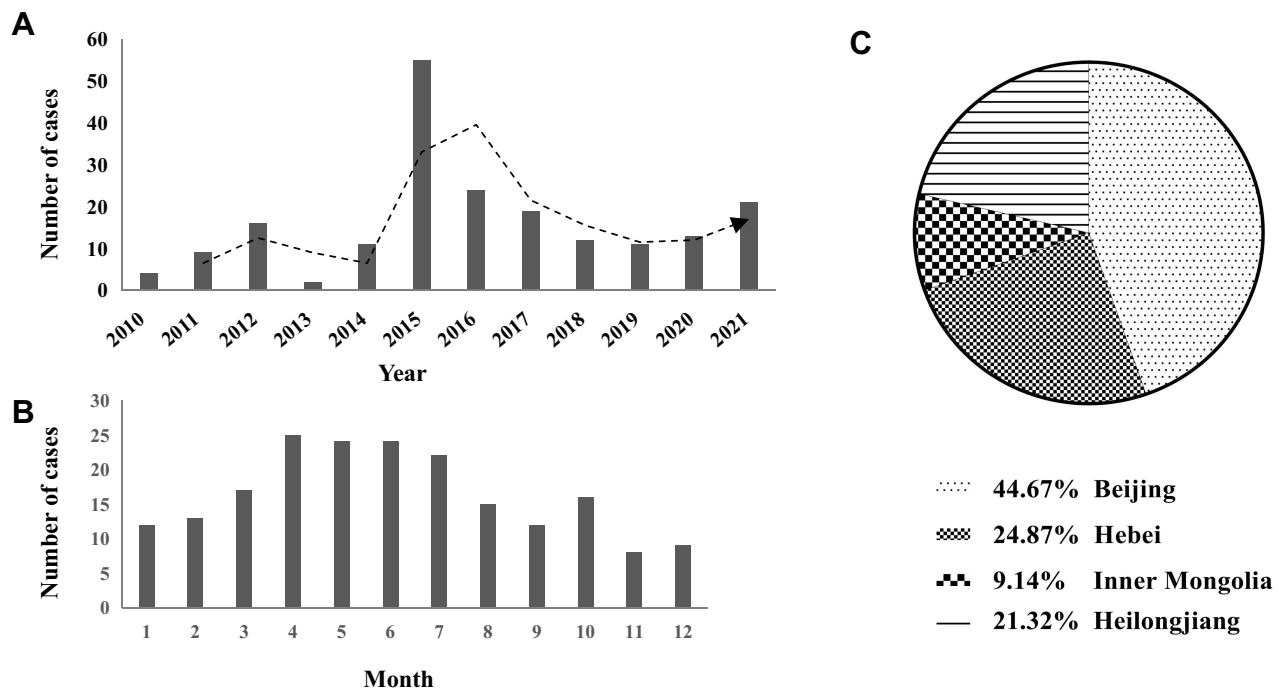 A
60
50
40
30
20
10
0
Number of cases
2010 2011 2012 2013 2014 2015 2016 2017 2018 2019 2020 2021
Year
B
30
25
20
15
10
5
0
Number of cases
1 2 3 4 5 6 7 8 9 10 11 12
Month
C
44.67% Beijing
24.87% Hebei
9.14% Inner Mongolia
21.32% Heilongjiang